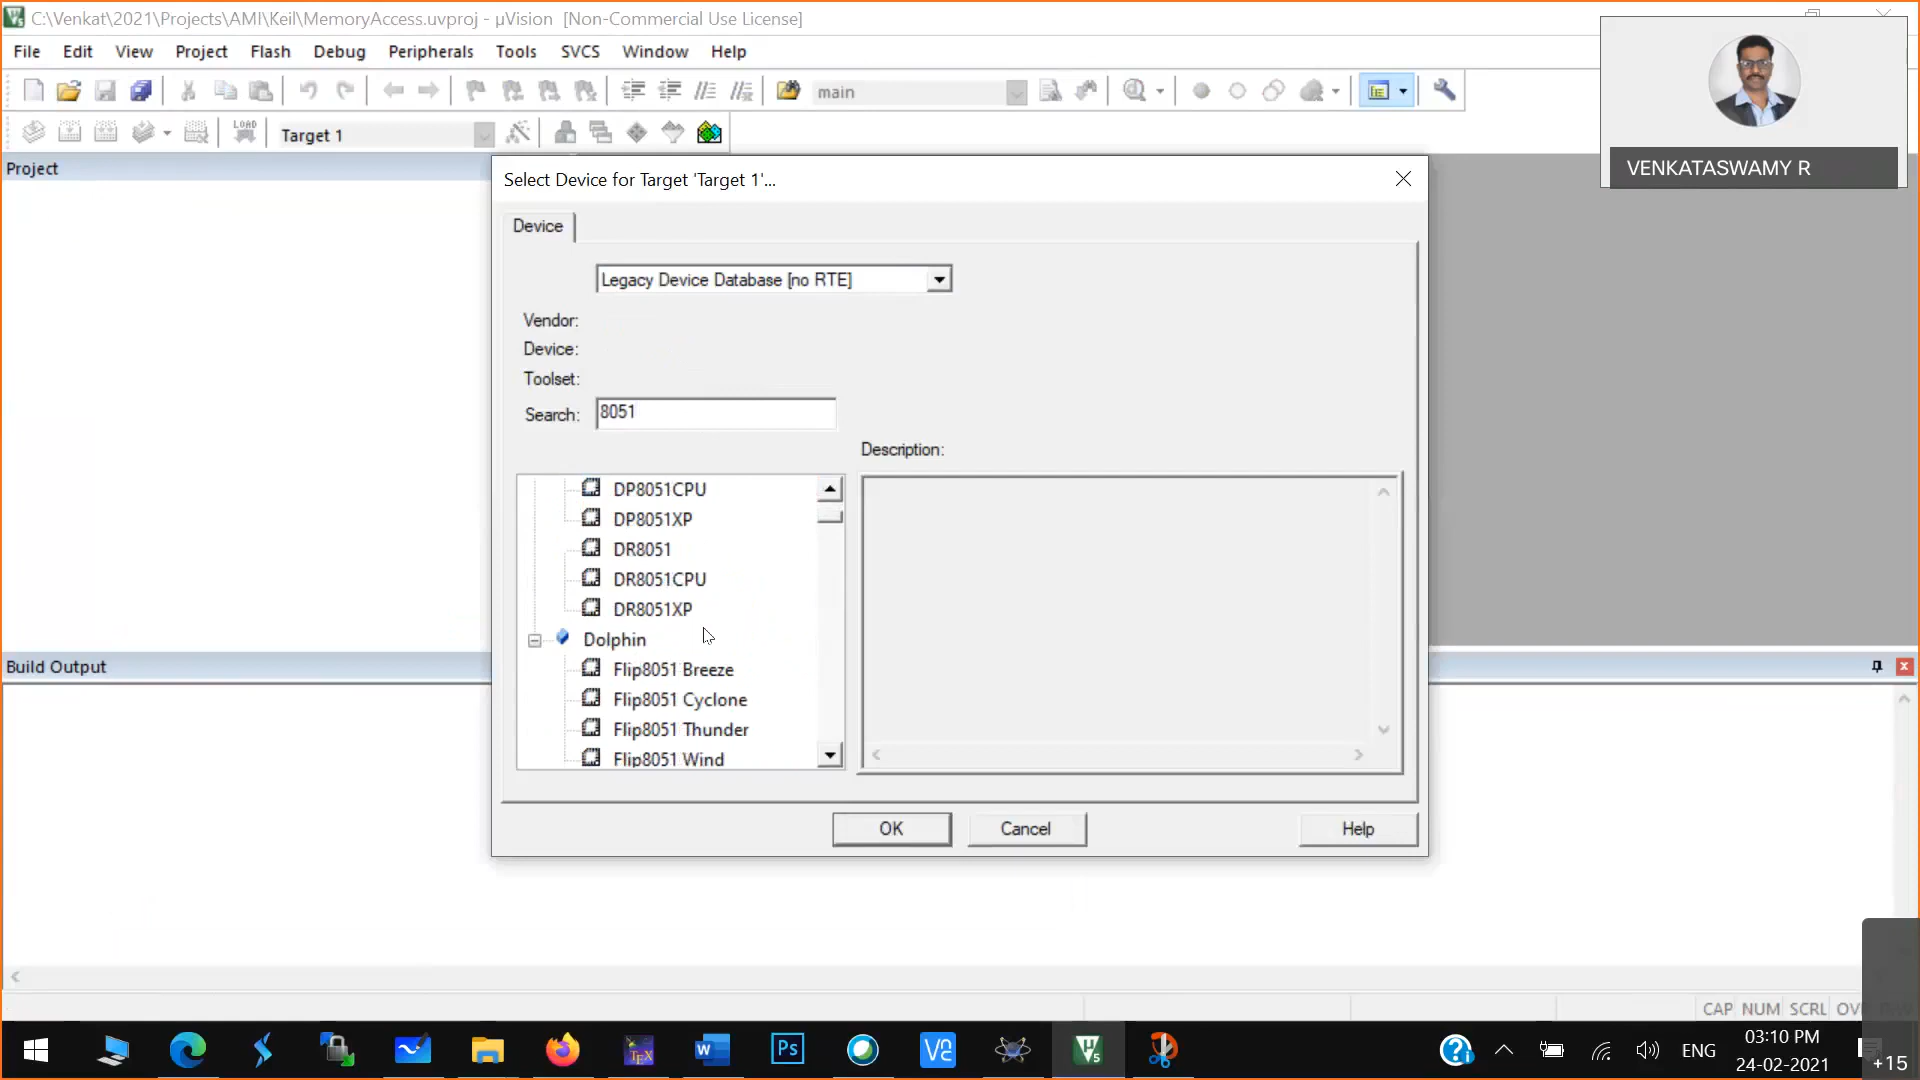 C:\Venkat\2021\Projects\AMI\Keil\MemoryAccess.uvproj - µVision [Non-Commercial Use License]
File Edit View Project Flash Debug Peripherals Tools SVCS Window Help
main
LOAD
Target 1
VENKATASWAMY R
Project
Select Device for Target 'Target 1'...
Device
Legacy Device Database [no RTE]
Vendor:
Device:
Toolset:
Search: 8051
Description:
DP8051CPU
DP8051XP
DR8051
DR8051CPU
DR8051XP
Dolphin
Flip8051 Breeze
Flip8051 Cyclone
Flip8051 Thunder
Flip8051 Wind
OK Cancel Help
Build Output
CAP NUM SCRL
TEX
W
Ps
V2
ENG
03:10 PM
24-02-2021
+15